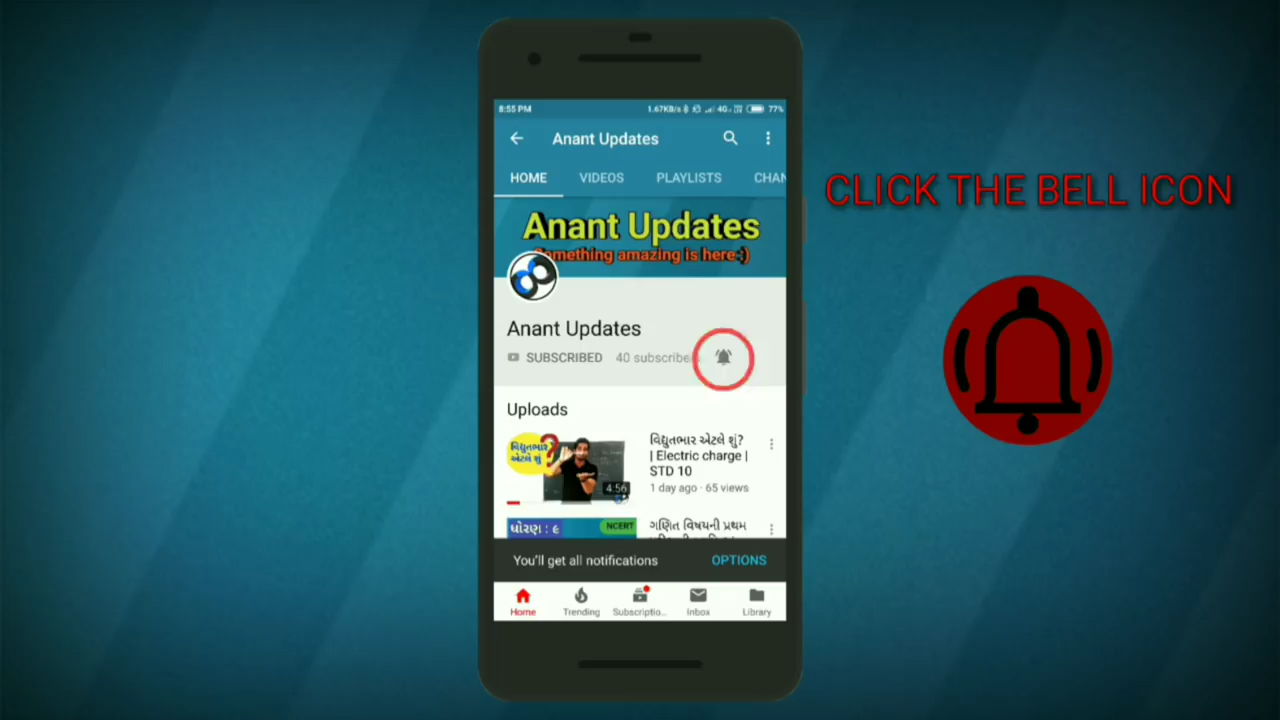 8:55 PM
1.67KB/s
4G
77%
Anant Updates
HOME
VIDEOS
PLAYLISTS
CHAN
CLICK THE BELL ICON
Anant Updates
Something amazing is here:)
Anant Updates
SUBSCRIBED
40 subscribe
Uploads
વિદ્યુતભાર
એટલે શું
?
4:56
વિદ્યુતભાર એટલે શું?
| Electric charge |
STD 10
1 day ago · 65 views
ધોરણ : ૯
NCERT
ગણિત વિષયની પ્રથમ
You'll get all notifications
OPTIONS
Home
Trending
Subscriptio...
Inbox
Library